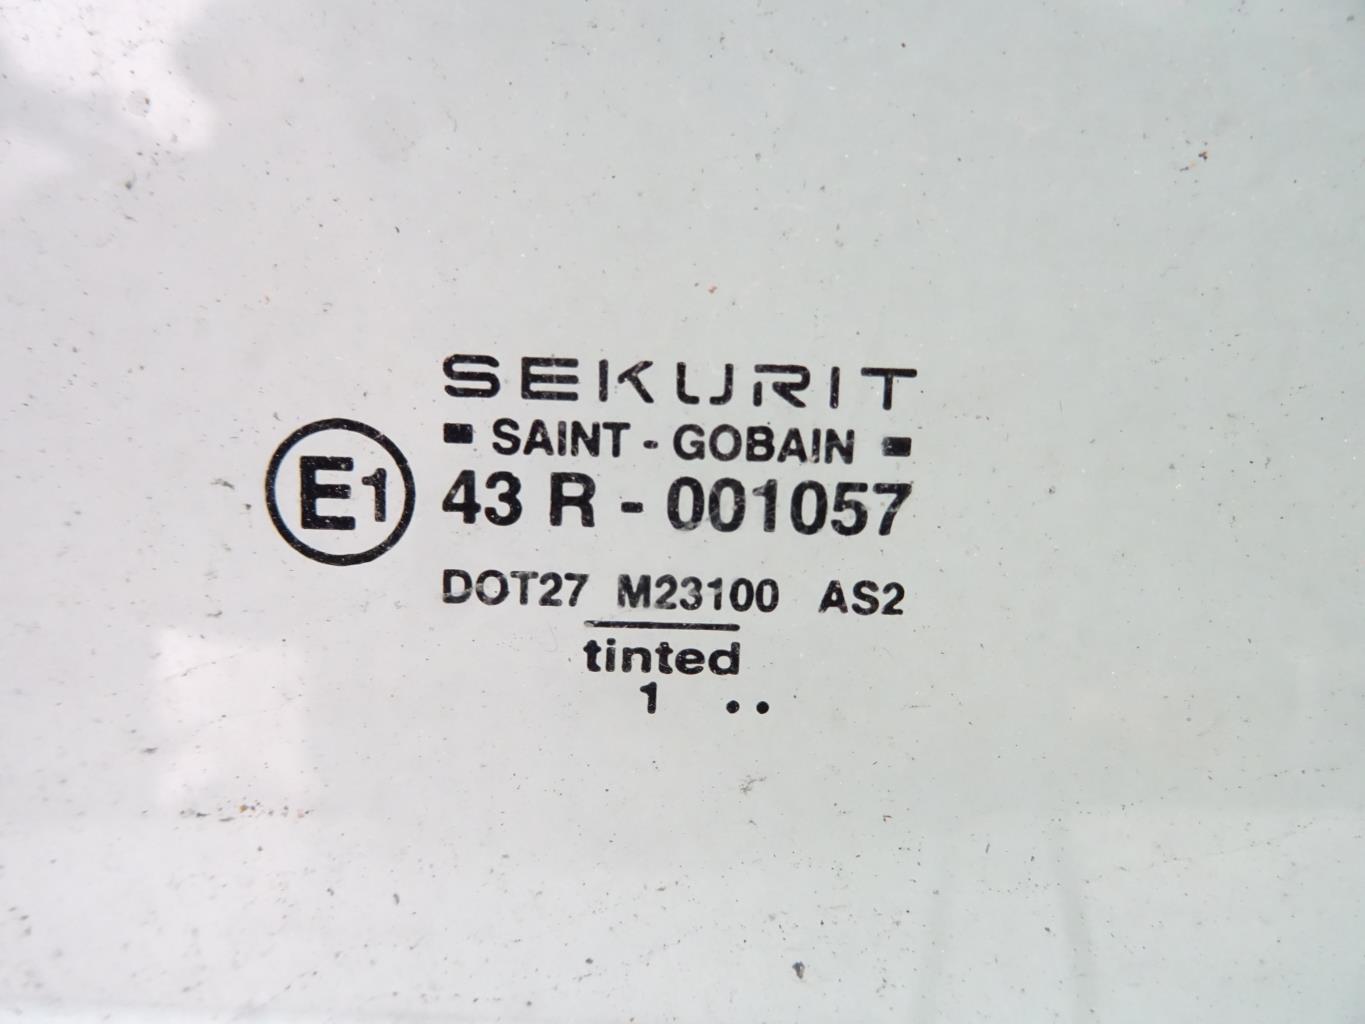 SEKURIT
SAINT - GOBAIN
E1 43 R - 001057
DOT27 M23100 AS2
tinted
1 ..